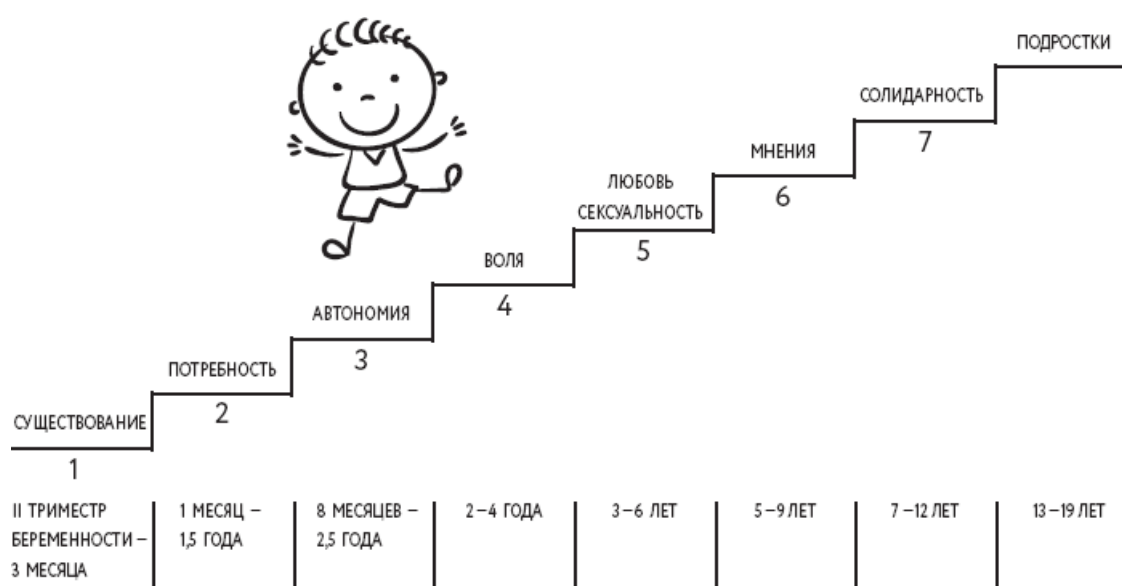 ПОДРОСТКИ
СОЛИДАРНОСТЬ
7
МНЕНИЯ
6
ЛЮБОВЬ
СЕКСУАЛЬНОСТЬ
5
ВОЛЯ
4
АВТОНОМИЯ
3
ПОТРЕБНОСТЬ
2
СУЩЕСТВОВАНИЕ
1
II ТРИМЕСТР
БЕРЕМЕННОСТИ –
3 МЕСЯЦА
1 МЕСЯЦ –
1,5 ГОДА
8 МЕСЯЦЕВ –
2,5 ГОДА
2–4 ГОДА
3–6 ЛЕТ
5–9 ЛЕТ
7–12 ЛЕТ
13–19 ЛЕТ